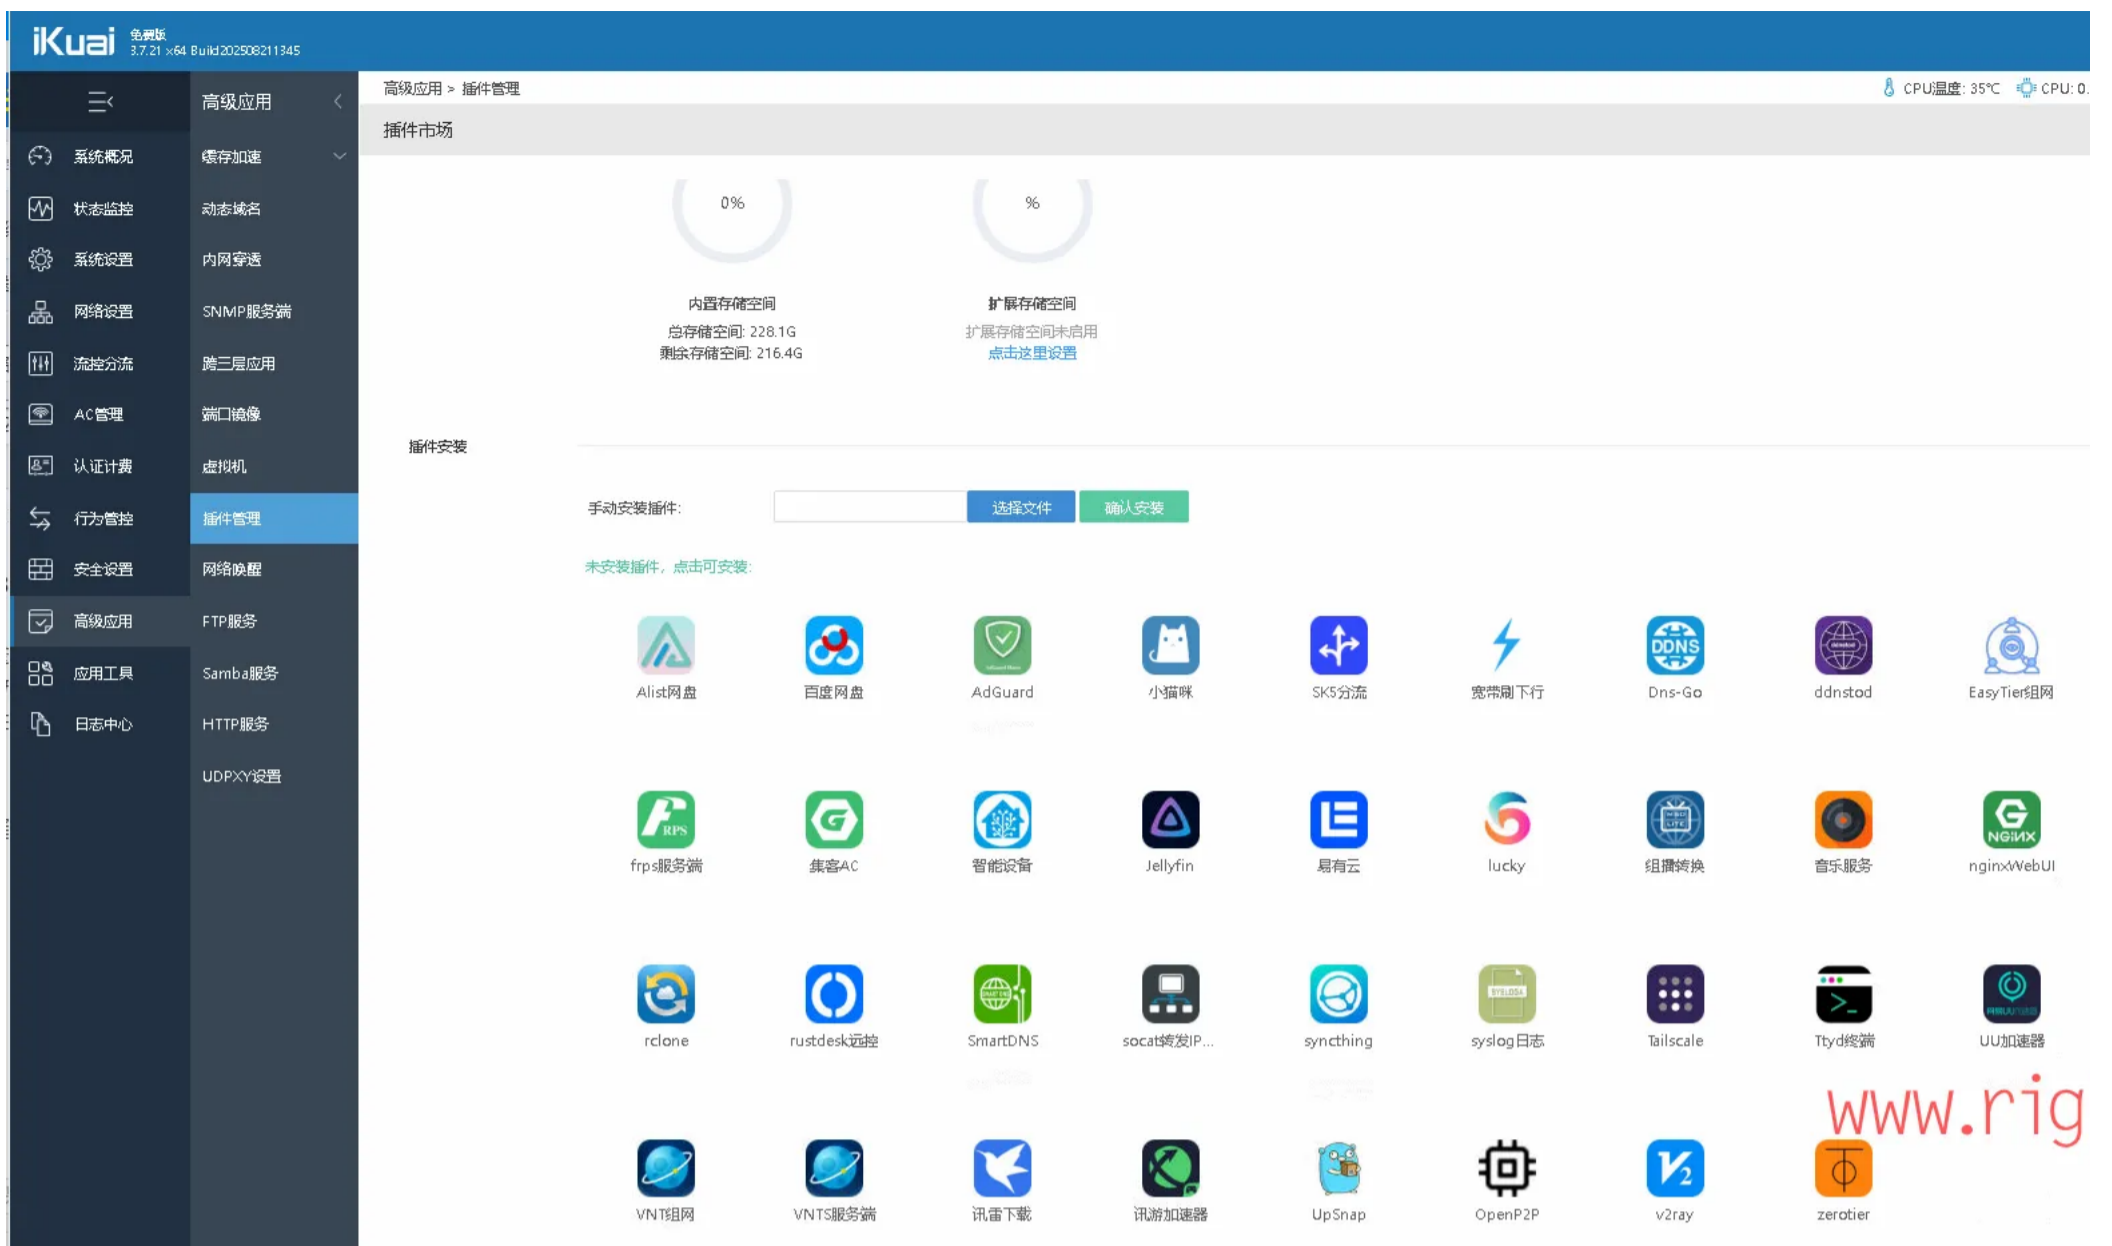 iKuai 免费版
3.7.21 x64 Build202508211345
高级应用
高级应用 > 插件管理
CPU温度: 35℃ CPU: 0.
插件市场
系统概况
状态监控
系统设置
网络设置
流控分流
AC管理
认证计费
行为管控
安全设置
高级应用
应用工具
日志中心
缓存加速
动态域名
内网穿透
SNMP服务端
跨三层应用
端口镜像
虚拟机
插件管理
网络唤醒
FTP服务
Samba服务
HTTP服务
UDPXY设置
0%
%
内置存储空间
总存储空间: 228.1G
剩余存储空间: 216.4G
扩展存储空间
扩展存储空间未启用
点击这里设置
插件安装
手动安装插件: 选择文件 确认安装
未安装插件，点击可安装:
DDNS
ddnstod
Alist网盘 百度网盘 AdGuard 小猫咪 SK5分流 宽带刷下行 Dns-Go ddnstod EasyTier组网
RPS
NGiNX
frps服务端 集客AC 智能设备 Jellyfin 易有云 lucky 组播转换 音乐服务 nginxWebUI
SMART DNS
rclone rustdesk远控 SmartDNS socat转发IP... syncthing syslog日志 Tailscale Ttyd终端 UU加速器
www.rig
VNT组网 VNTS服务端 讯雷下载 讯游加速器 UpSnap OpenP2P v2ray zerotier